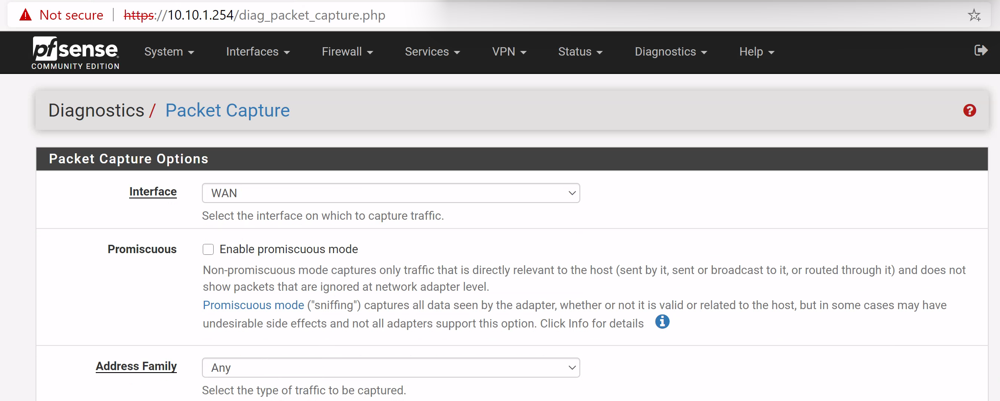 Not secure https://10.10.1.254/diag_packet_capture.php
pfsense
COMMUNITY EDITION
System Interfaces Firewall Services VPN Status Diagnostics Help
Diagnostics / Packet Capture
Packet Capture Options
Interface WAN
Select the interface on which to capture traffic.
Promiscuous Enable promiscuous mode
Non-promiscuous mode captures only traffic that is directly relevant to the host (sent by it, sent or broadcast to it, or routed through it) and does not
show packets that are ignored at network adapter level.
Promiscuous mode ("sniffing") captures all data seen by the adapter, whether or not it is valid or related to the host, but in some cases may have
undesirable side effects and not all adapters support this option. Click Info for details
Address Family Any
Select the type of traffic to be captured.